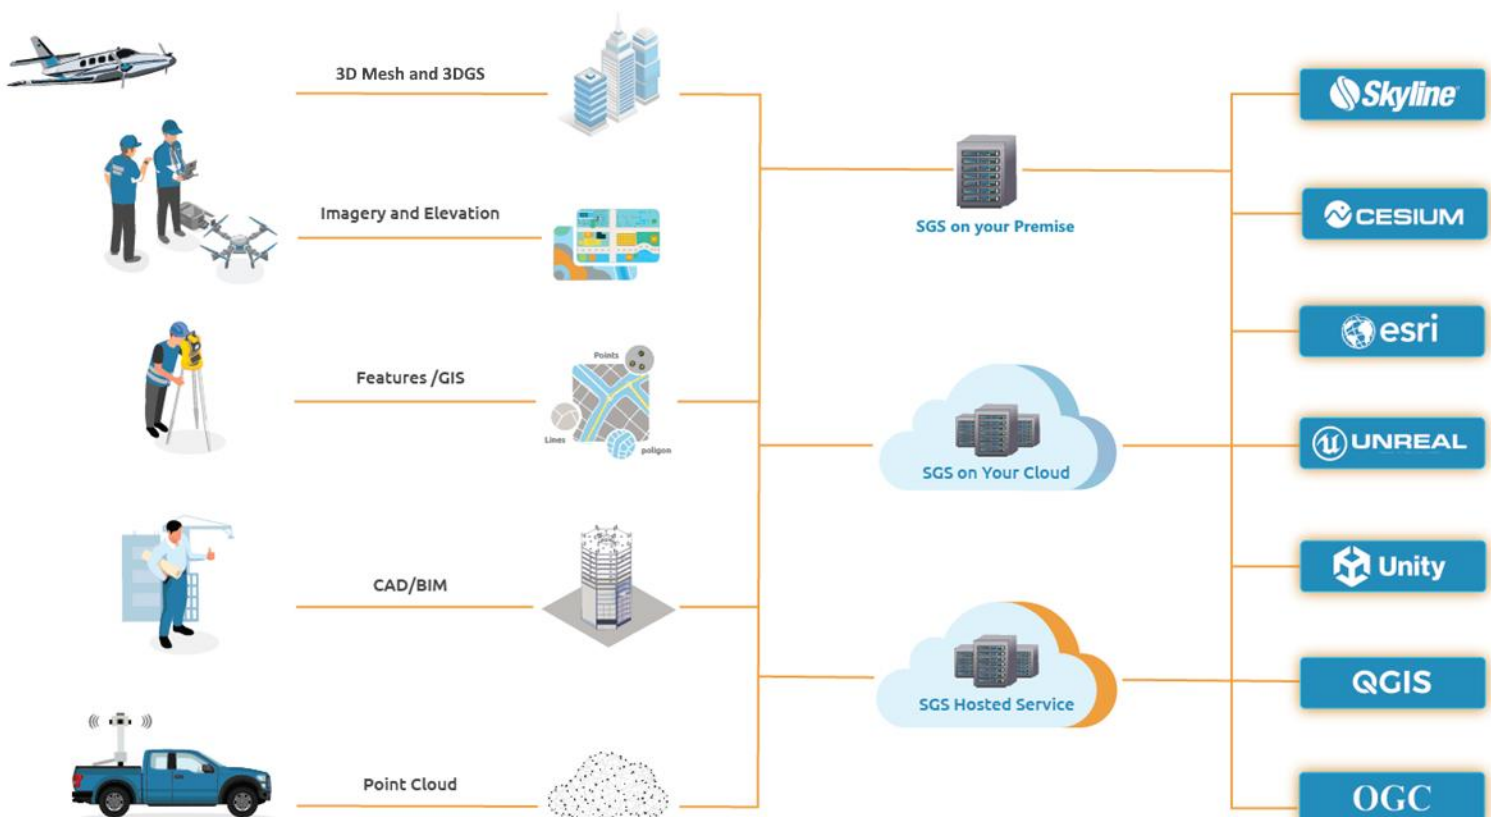 3D Mesh and 3DGS
Imagery and Elevation
Features /GIS
Points
Lines
poligon
CAD/BIM
Point Cloud
SGS on your Premise
SGS on Your Cloud
SGS Hosted Service
Skyline
CESIUM
esri
UNREAL
Unity
QGIS
OGC